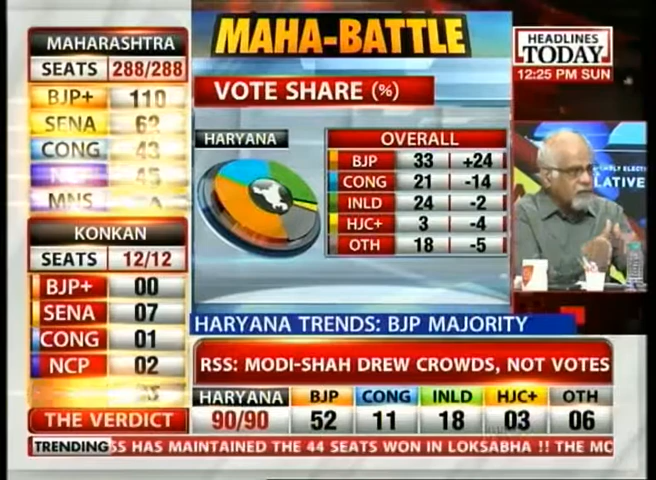 MAHA-BATTLE
HEADLINES
TODAY
12:25 PM SUN
MAHARASHTRA
SEATS 288/288
BJP+ 110
SENA 62
CONG 43
45
MNS
KONKAN
SEATS 12/12
BJP+ 00
SENA 07
CONG 01
NCP 02
THE VERDICT
VOTE SHARE (%)
HARYANA
OVERALL
BJP 33 +24
CONG 21 -14
INLD 24 -2
HJC+ 3 -4
OTH 18 -5
LATIVE
HARYANA TRENDS: BJP MAJORITY
RSS: MODI-SHAH DREW CROWDS, NOT VOTES
HARYANA BJP CONG INLD HJC+ OTH
90/90 52 11 18 03 06
TRENDING SS HAS MAINTAINED THE 44 SEATS WON IN LOKSABHA !! THE MO